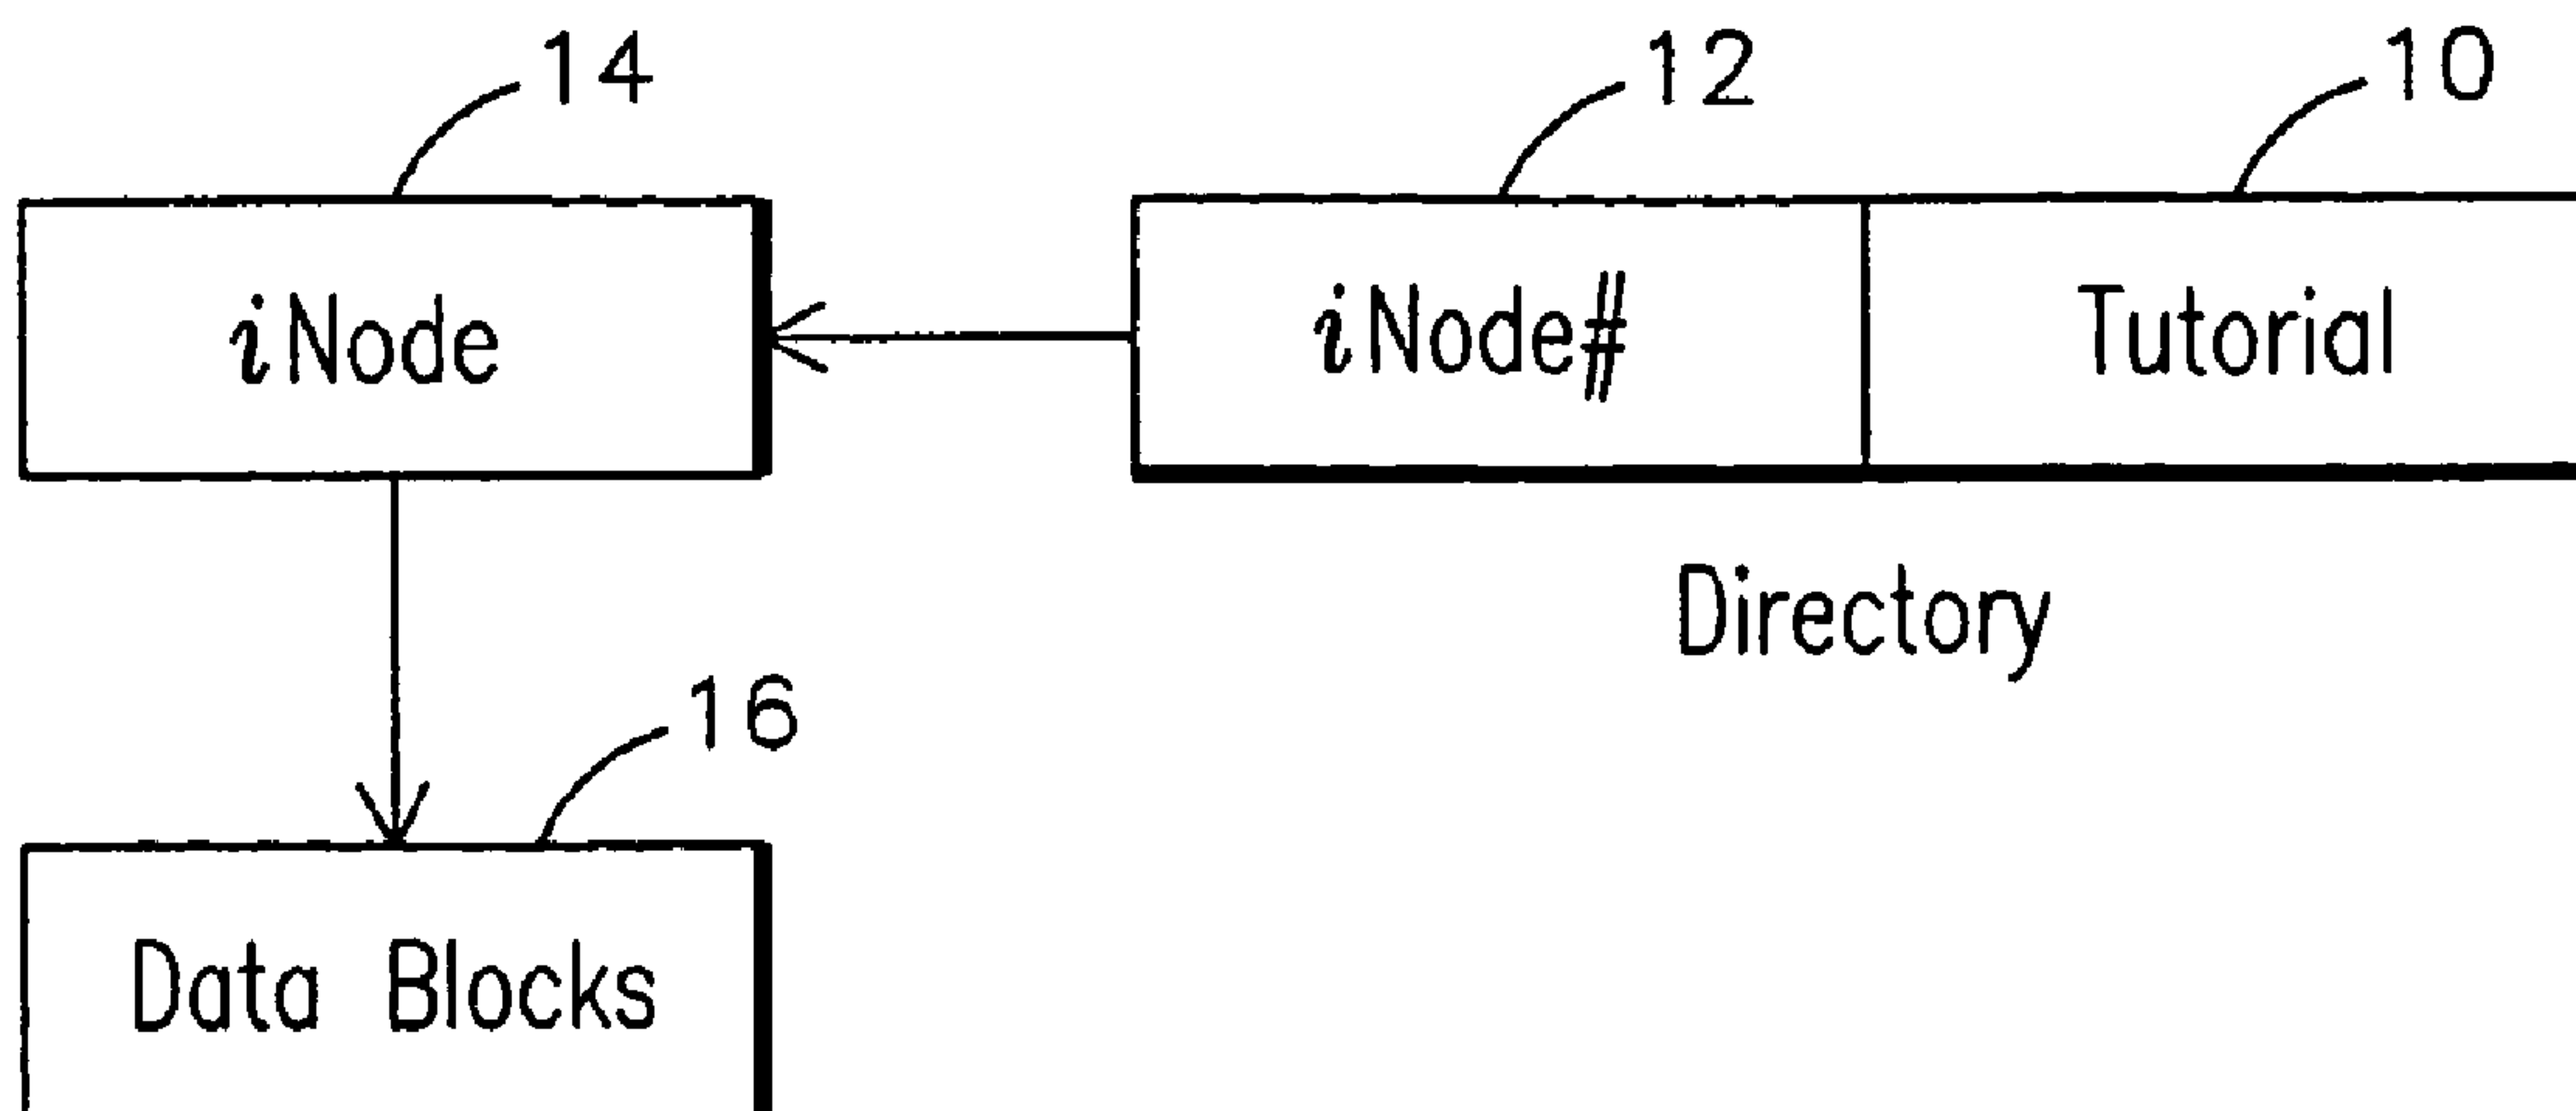 14
12
10
iNode
iNode#
Tutorial
Directory
16
Data Blocks